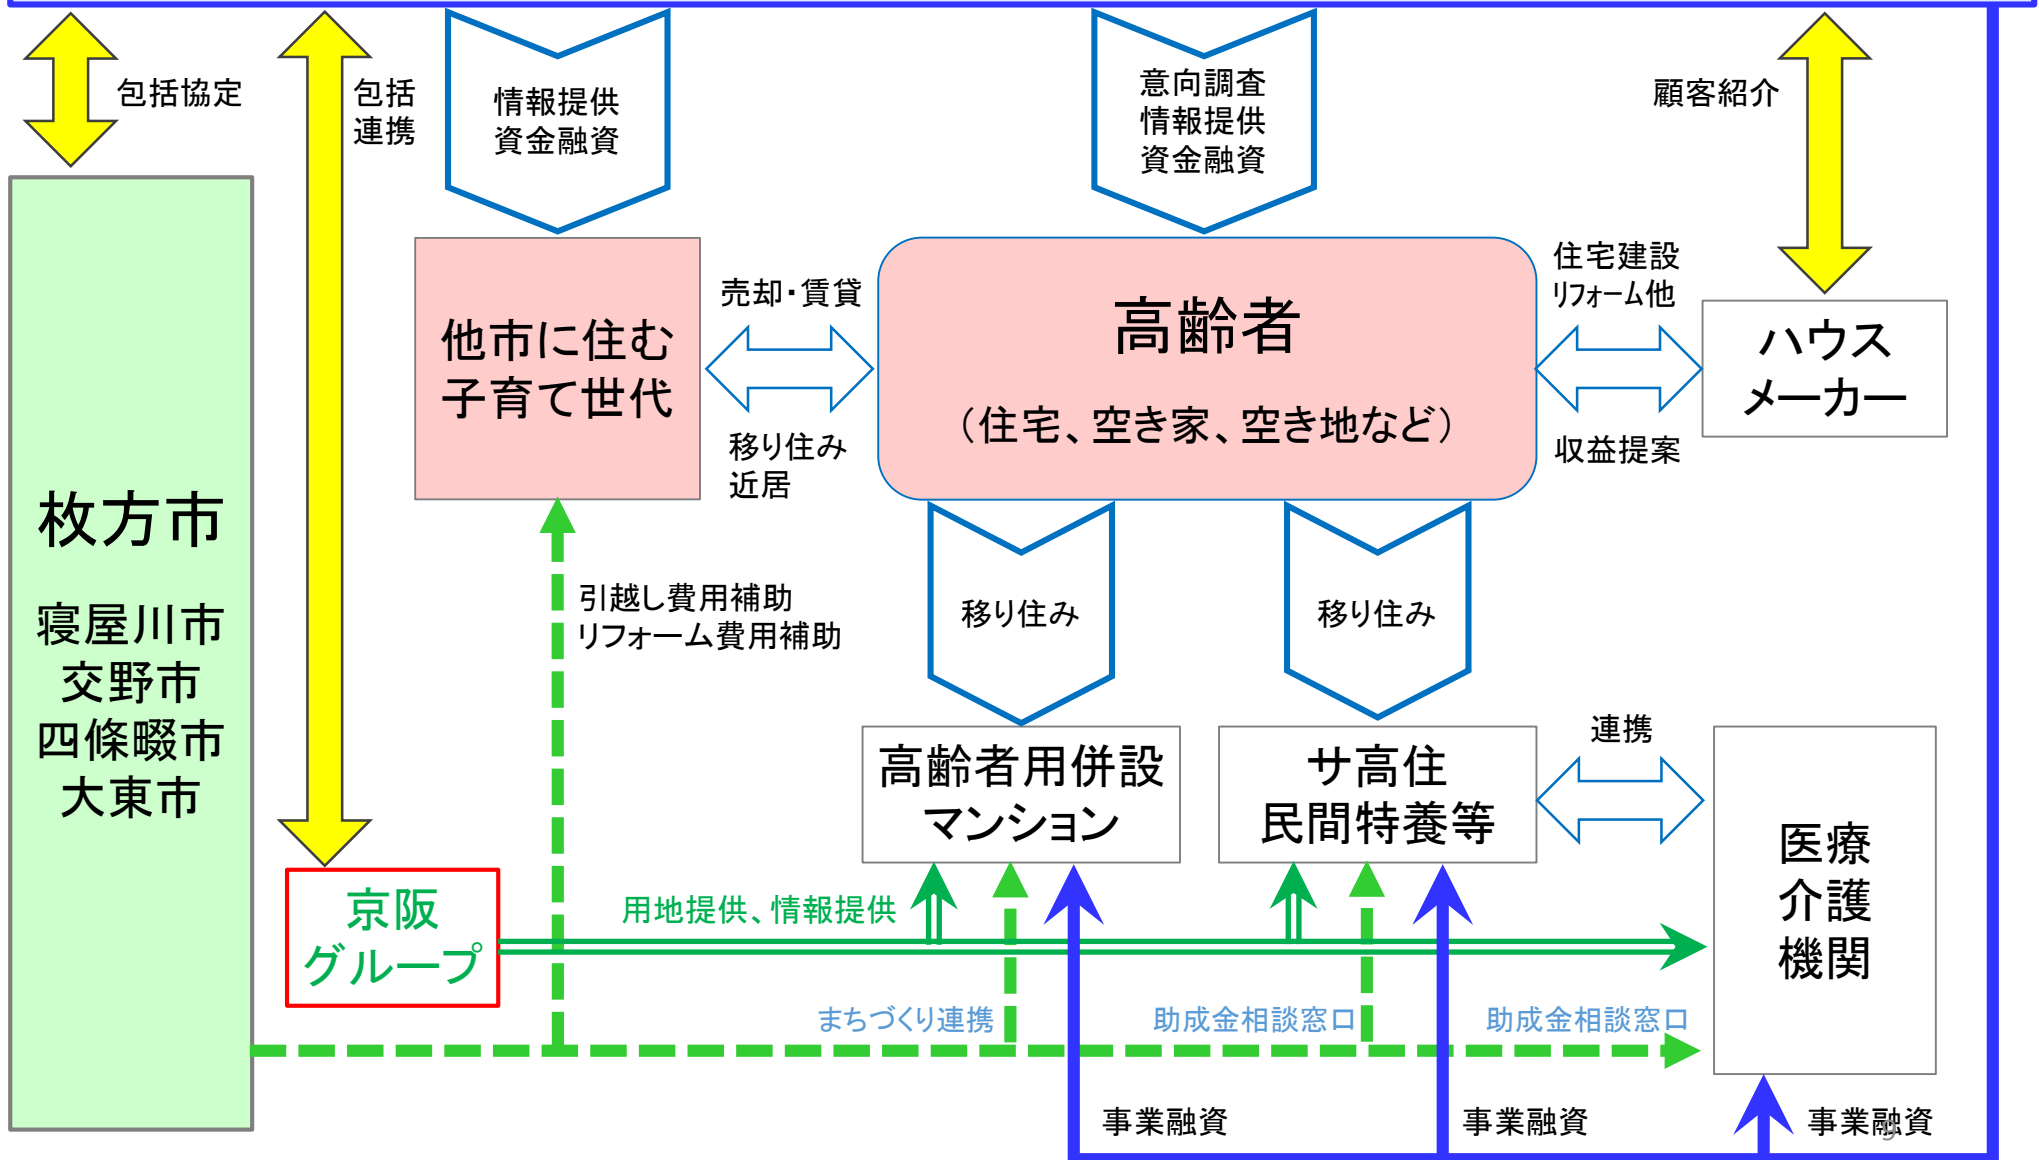 包括協定
包括
連携
情報提供
資金融資
意向調査
情報提供
資金融資
顧客紹介
他市に住む
子育て世代
売却・賃貸
移り住み
近居
高齢者
（住宅、空き家、空き地など）
住宅建設
リフォーム他
収益提案
ハウス
メーカー
枚方市
寝屋川市
交野市
四條畷市
大東市
引越し費用補助
リフォーム費用補助
移り住み
移り住み
高齢者用併設
マンション
サ高住
民間特養等
連携
医療
介護
機関
京阪
グループ
用地提供、情報提供
まちづくり連携
助成金相談窓口
助成金相談窓口
事業融資
事業融資
事業融資
9